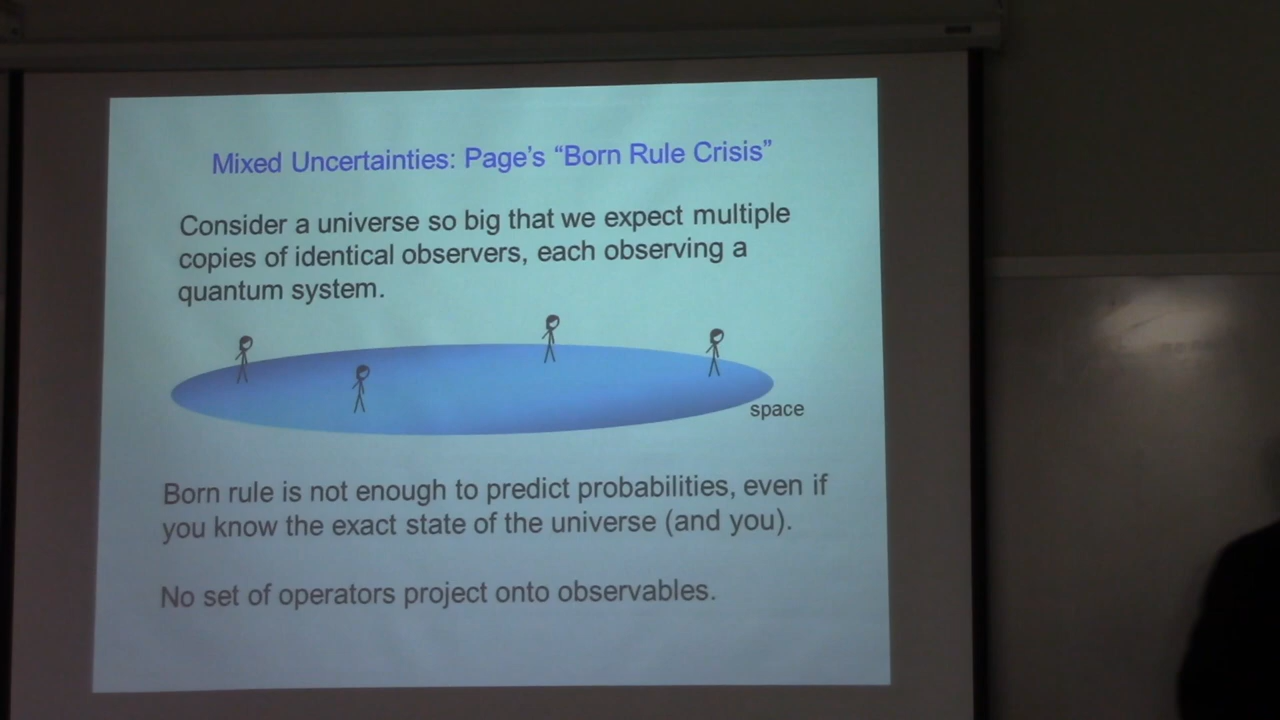 Mixed Uncertainties: Page's “Born Rule Crisis”
Consider a universe so big that we expect multiple
copies of identical observers, each observing a
quantum system.
space
Born rule is not enough to predict probabilities, even if
you know the exact state of the universe (and you).
No set of operators project onto observables.